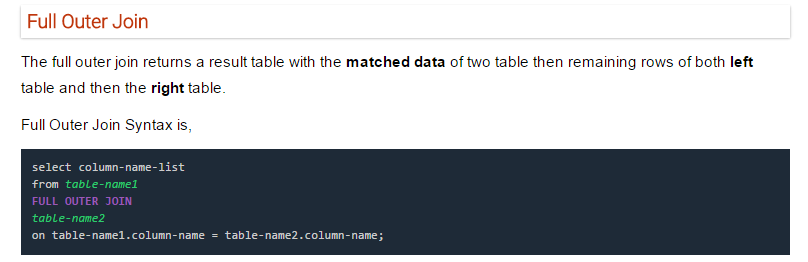 Full Outer Join
The full outer join returns a result table with the matched data of two table then remaining rows of both left
table and then the right table.
Full Outer Join Syntax is,
select column-name-list
from table-name1
FULL OUTER JOIN
table-name2
on table-name1.column-name = table-name2.column-name;